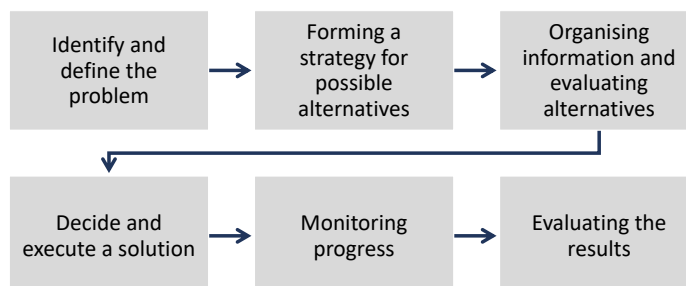 Identify and
define the
problem
Forming a
strategy for
possible
alternatives
Organising
information and
evaluating
alternatives
Decide and
execute a solution
Monitoring
progress
Evaluating the
results